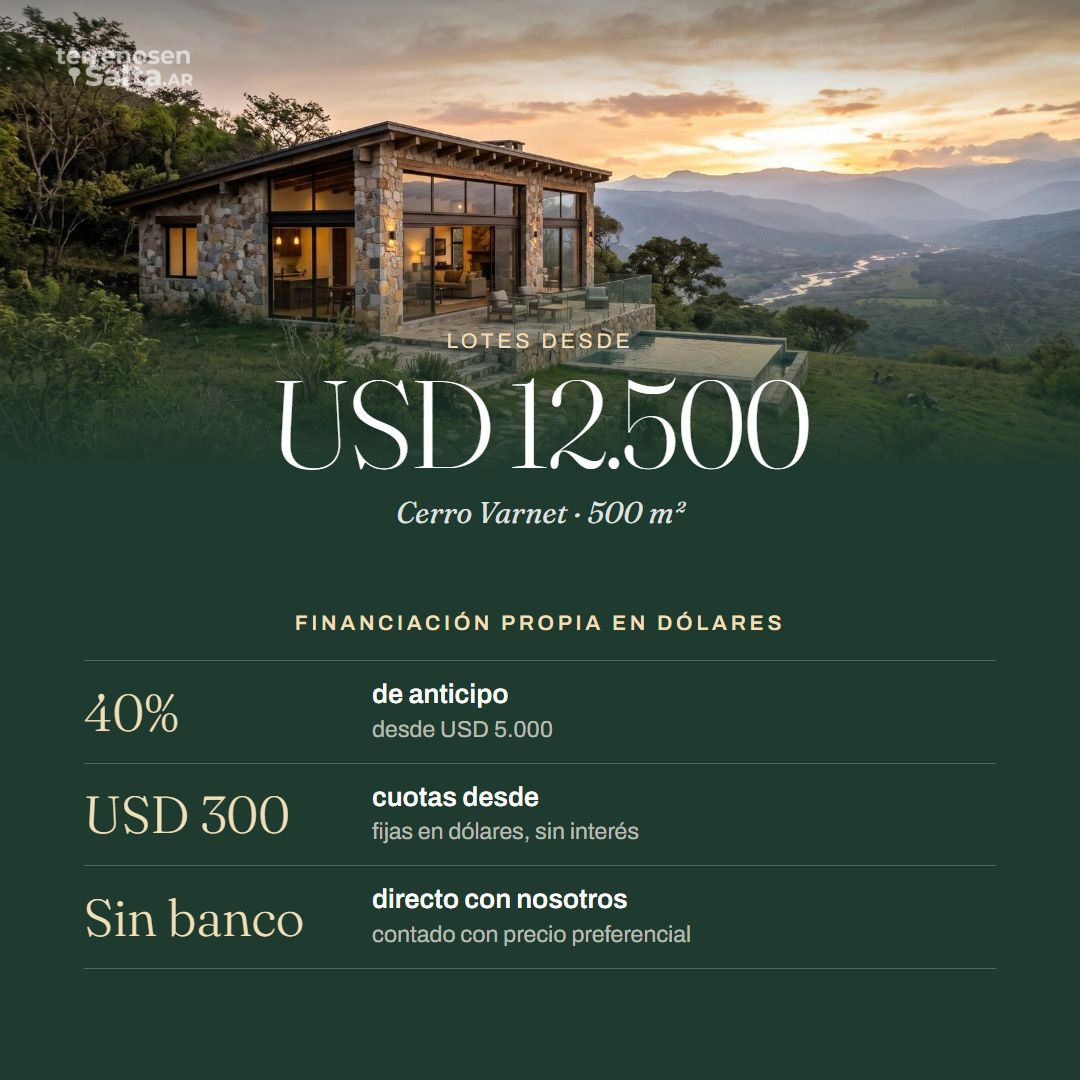 terrenosen
Salta.AR
LOTES DESDE
USD 12.500
Cerro Varnet · 500 m²
FINANCIACIÓN PROPIA EN DÓLARES
40%
de anticipo
desde USD 5.000
USD 300
cuotas desde
fijas en dólares, sin interés
Sin banco
directo con nosotros
contado con precio preferencial